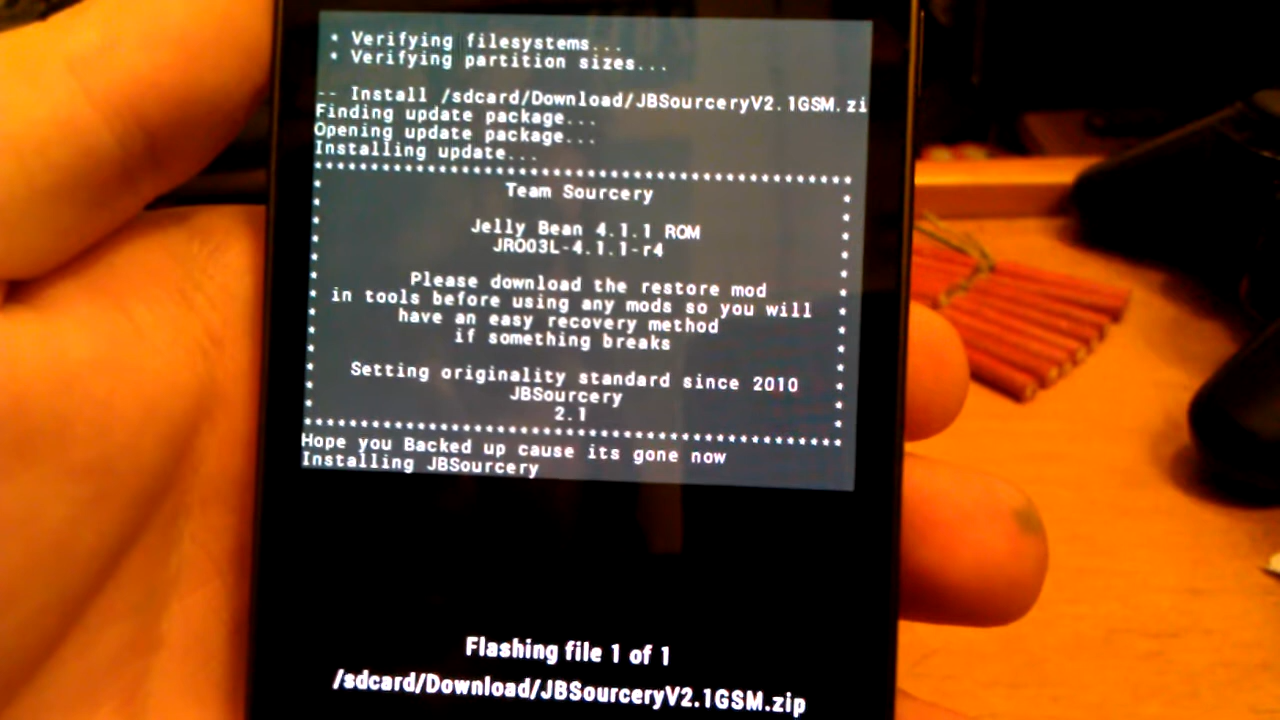 * Verifying filesystems...
* Verifying partition sizes...
-- Install /sdcard/Download/JBSourceryV2.1GSM.zi
Finding update package...
Opening update package...
Installing update...
**************************************************
* Team Sourcery *
* *
* Jelly Bean 4.1.1 ROM *
* JRO03L-4.1.1-r4 *
* *
* Please download the restore mod *
* in tools before using any mods so you will *
* have an easy recovery method *
* if something breaks *
* *
* Setting originality standard since 2010 *
* JBSourcery *
* 2.1 *
**************************************************
Hope you Backed up cause its gone now
Installing JBSourcery
Flashing file 1 of 1
/sdcard/Download/JBSourceryV2.1GSM.zip